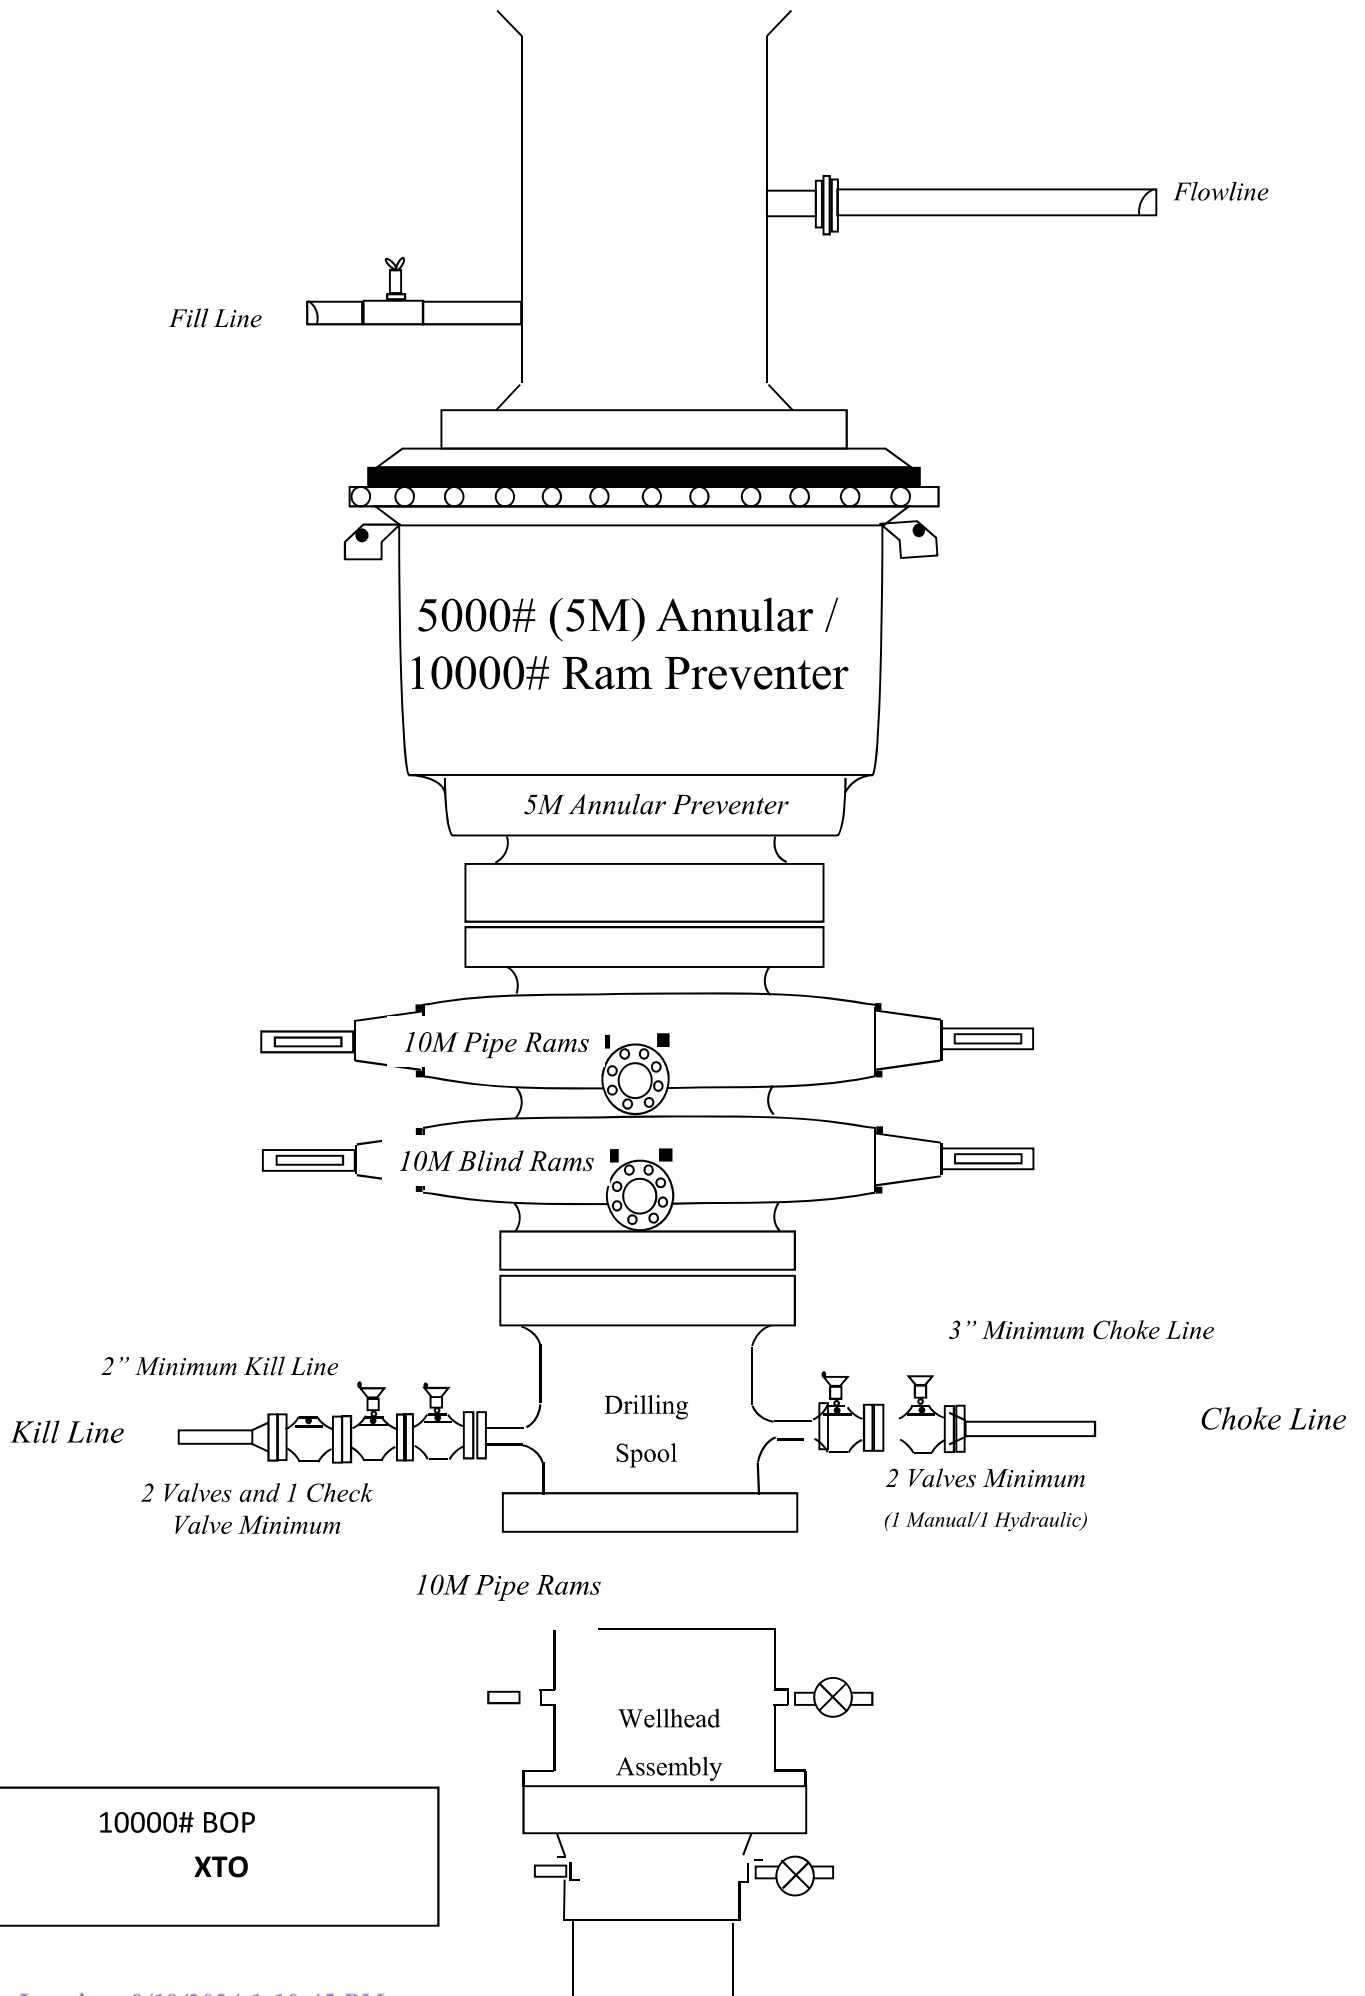 Flowline
Fill Line
5000# (5M) Annular /
10000# Ram Preventer
5M Annular Preventer
10M Pipe Rams
10M Blind Rams
3” Minimum Choke Line
2” Minimum Kill Line
Drilling
Spool
Kill Line
Choke Line
2 Valves and 1 Check
Valve Minimum
2 Valves Minimum
(1 Manual/1 Hydraulic)
10M Pipe Rams
Wellhead
Assembly
10000# BOP
XTO